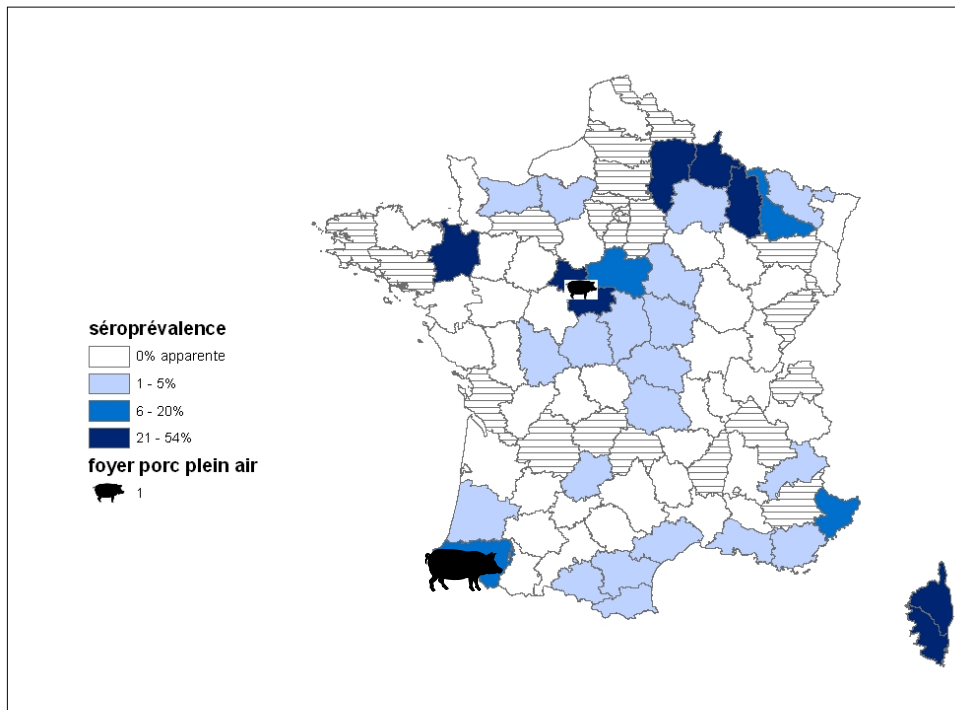 séroprévalence
0% apparente
1 - 5%
6 - 20%
21 - 54%
foyer porc plein air
1